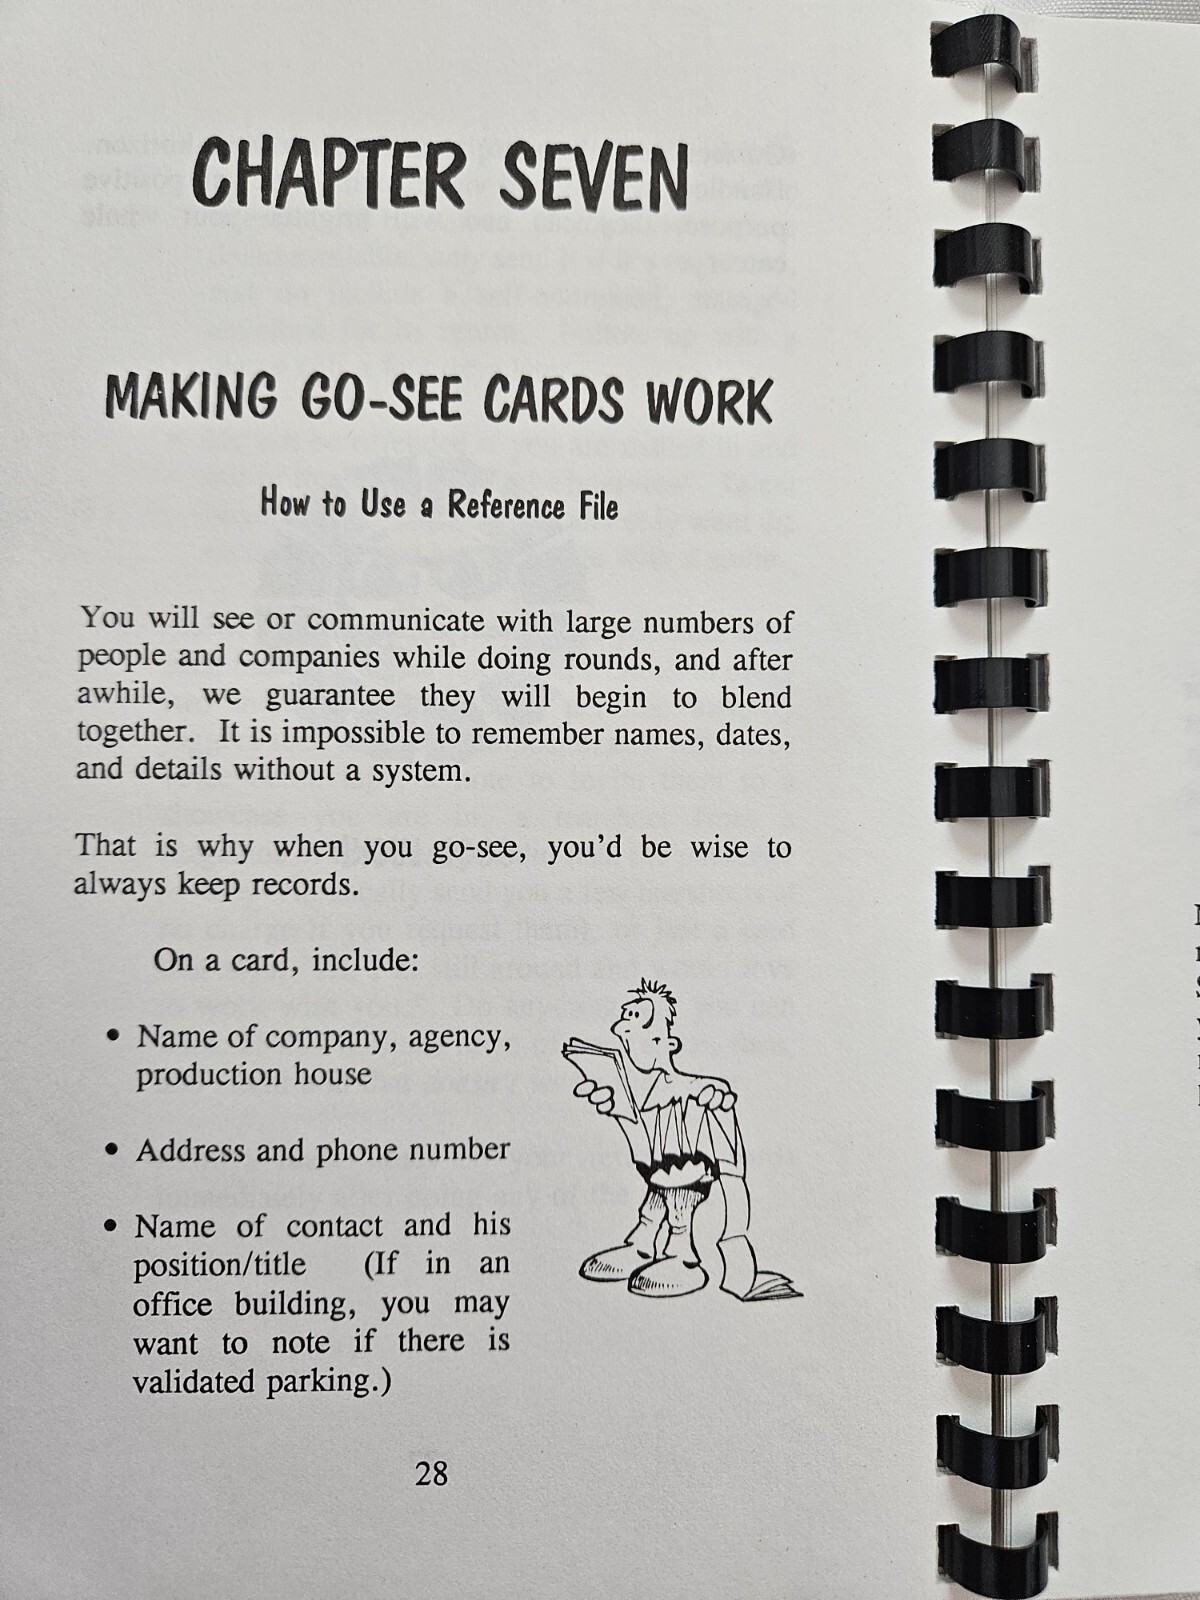 CHAPTER SEVEN
MAKING GO-SEE CARDS WORK
How to Use a Reference File
You will see or communicate with large numbers of
people and companies while doing rounds, and after
awhile, we guarantee they will begin to blend
together. It is impossible to remember names, dates,
and details without a system.
That is why when you go-see, you'd be wise to
always keep records.
On a card, include:
• Name of company, agency,
production house
• Address and phone number
• Name of contact and his
position/title (If in an
office building, you may
want to note if there is
validated parking.)
28